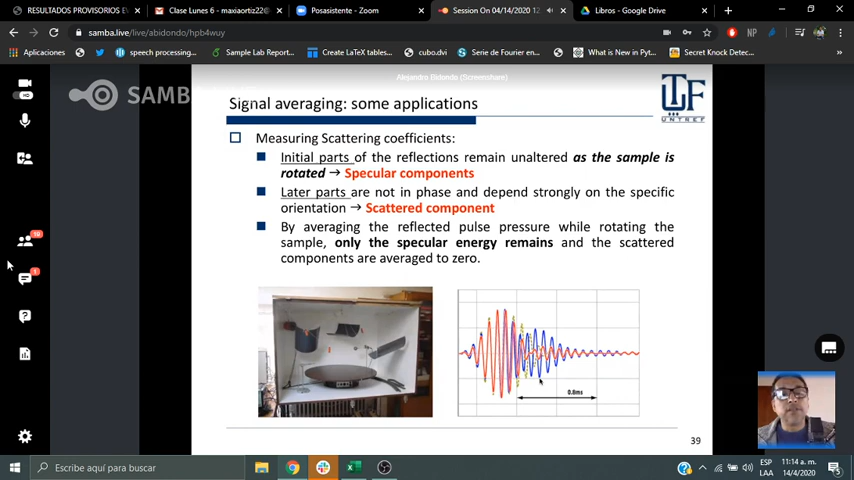 RESULTADOS PROVISORIOS E
Clase Lunes 6 - maxiaortiz22@
Posasistente - Zoom
Session On 04/14/2020 12
Libros - Google Drive
samba.live/live/abidondo/hpb4wuy
Aplicaciones
speech processing...
Sample Lab Report...
Create LaTeX tables...
cubo.dvi
Serie de Fourier en...
What is New in Pyt...
Secret Knock Detec...
Alejandro Bidondo (Screenshare)
SAMB
HD
Signal averaging: some applications
UNTREF
Measuring Scattering coefficients:
Initial parts of the reflections remain unaltered as the sample is
rotated → Specular components
Later parts are not in phase and depend strongly on the specific
orientation → Scattered component
By averaging the reflected pulse pressure while rotating the
sample, only the specular energy remains and the scattered
components are averaged to zero.
10
1
0.8ms
39
Escribe aquí para buscar
ESP
LAA
11:14 a. m.
14/4/2020
5